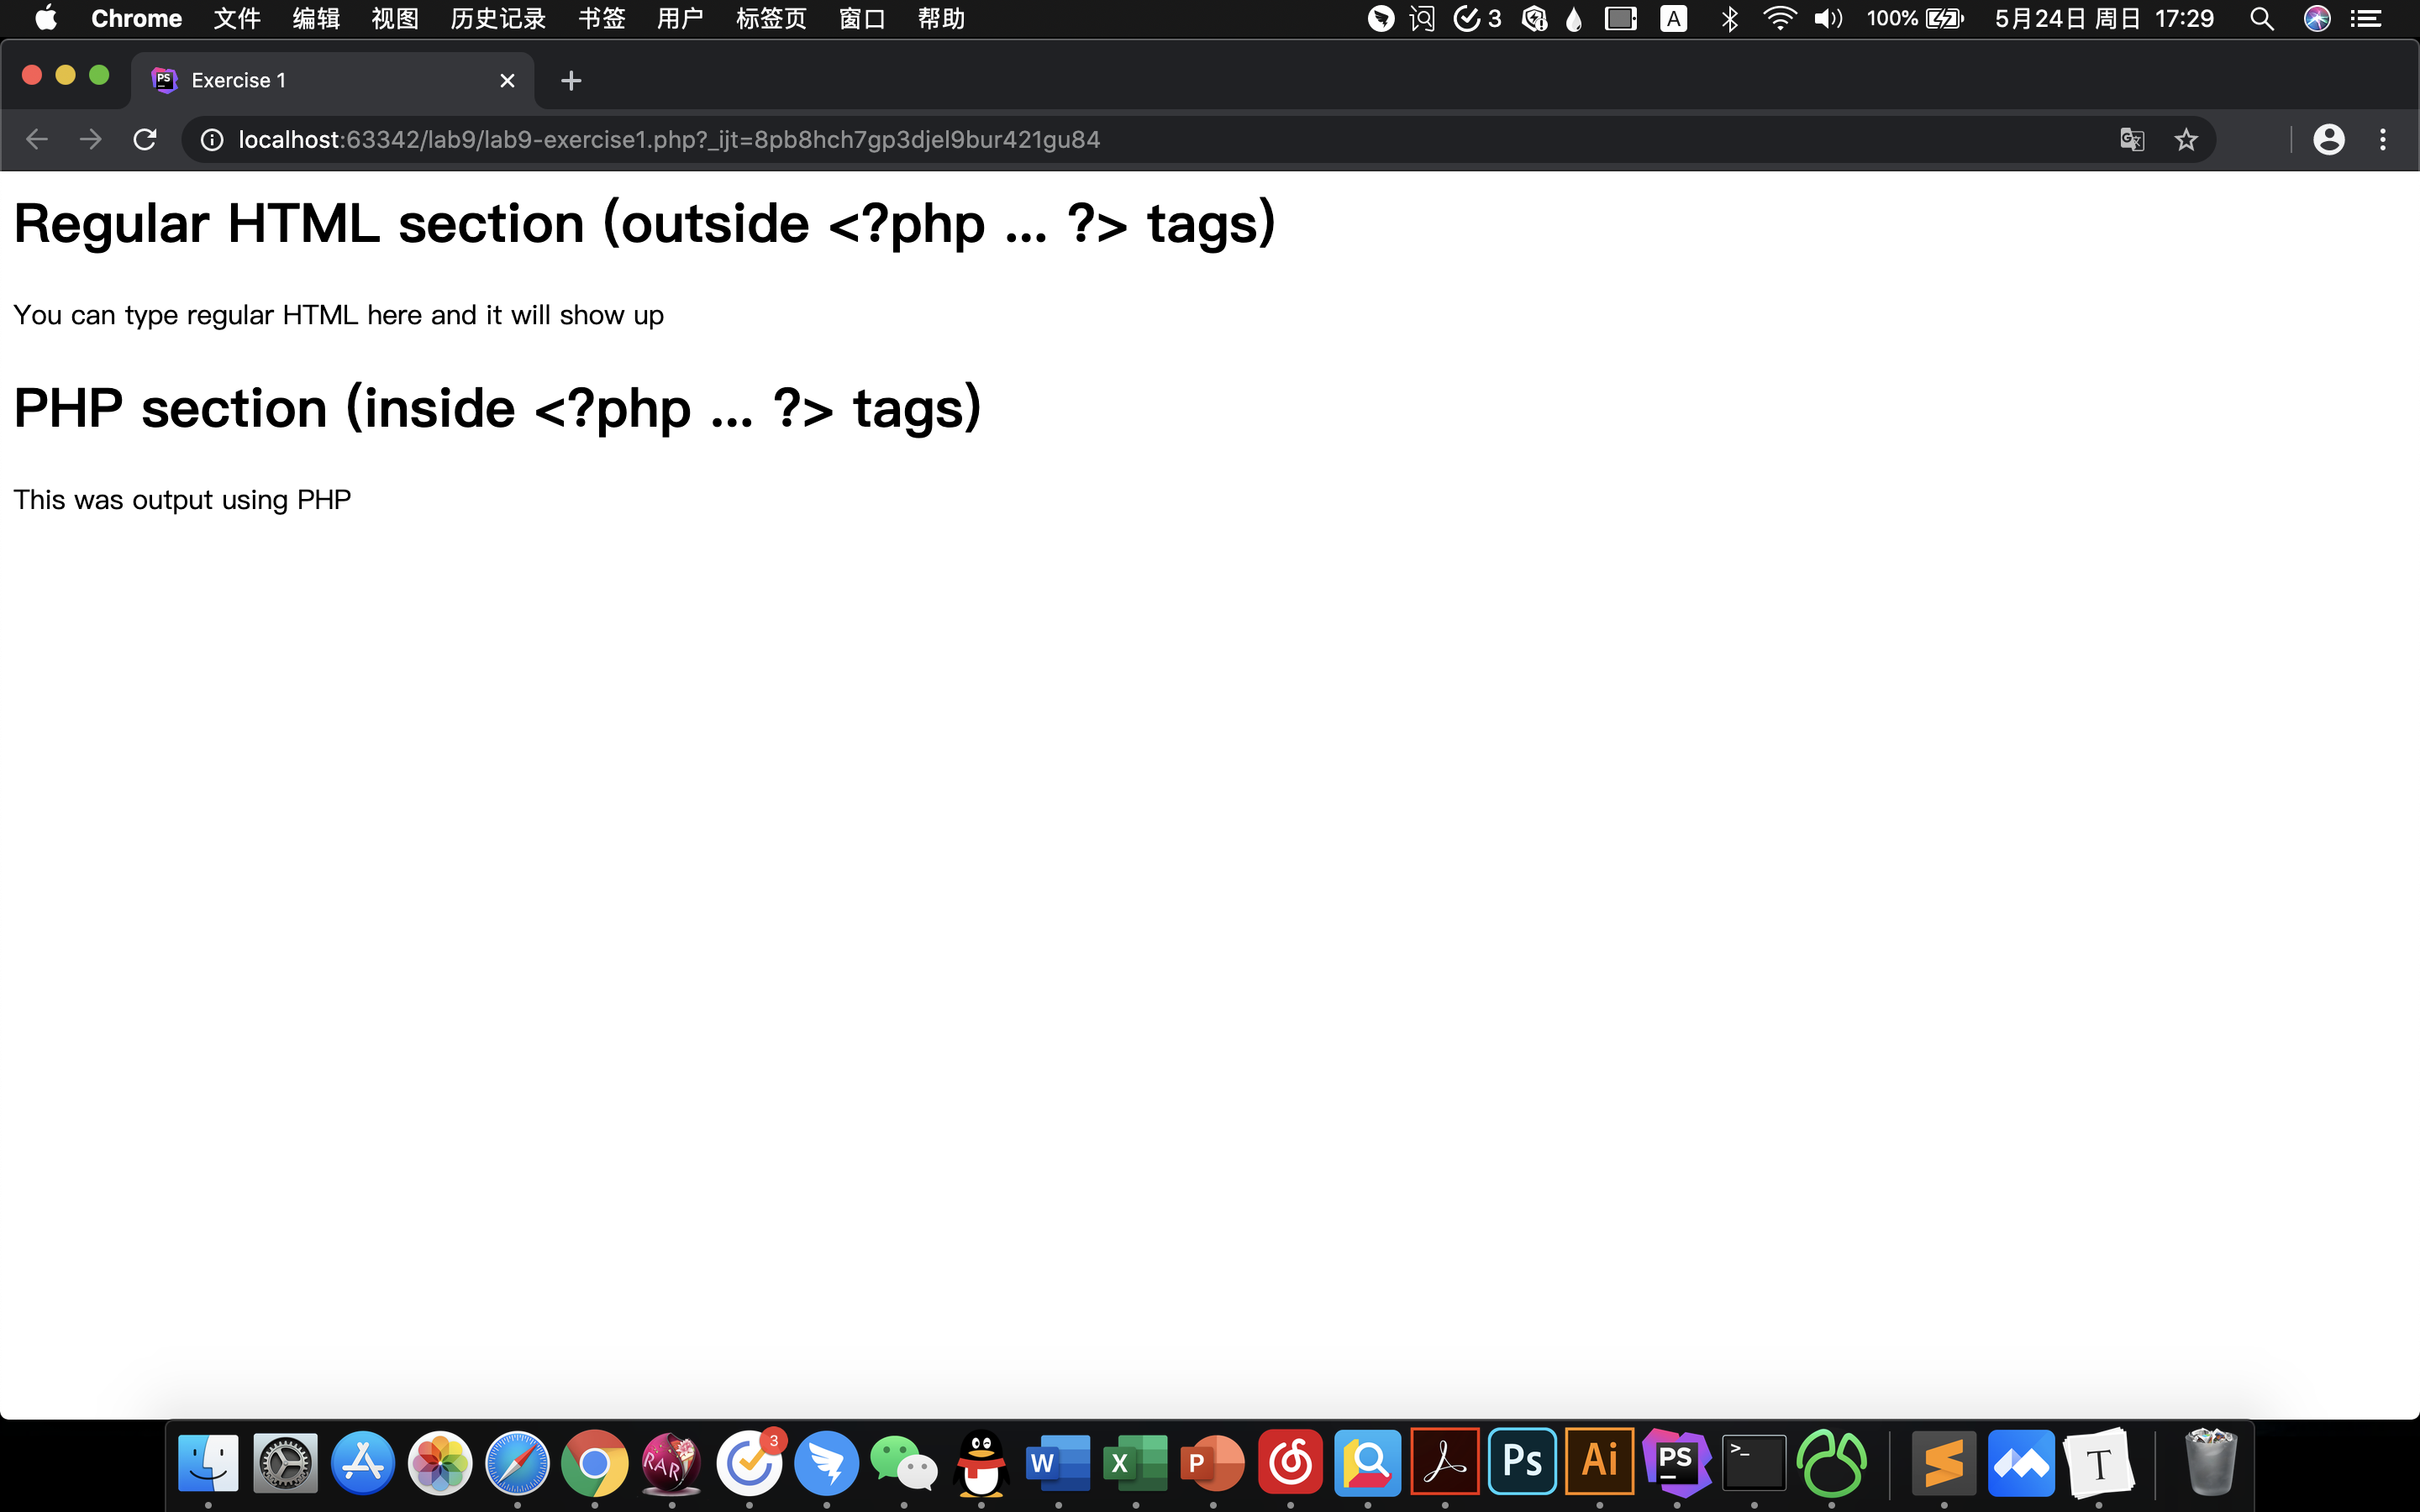 Chrome 文件 编辑 视图 历史记录 书签 用户 标签页 窗口 帮助 3 A 100% 5月24日 周日 17:29
PS Exercise 1
localhost:63342/lab9/lab9-exercise1.php?_ijt=8pb8hch7gp3djel9bur421gu84
Regular HTML section (outside <?php ... ?> tags)
You can type regular HTML here and it will show up
PHP section (inside <?php ... ?> tags)
This was output using PHP
RAR 3 W X P Ps Ai PS >_ T